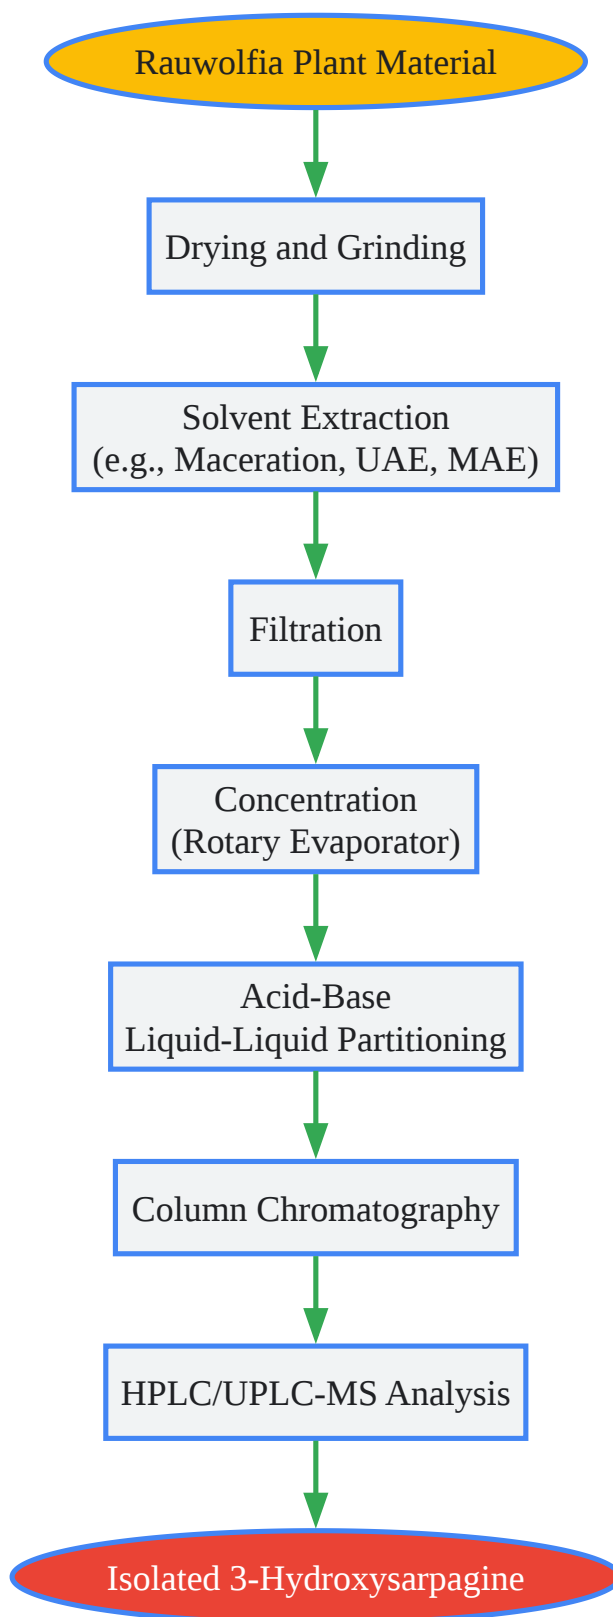 Rauwolfia Plant Material
Drying and Grinding
Solvent Extraction
(e.g., Maceration, UAE, MAE)
Filtration
Concentration
(Rotary Evaporator)
Acid-Base
Liquid-Liquid Partitioning
Column Chromatography
HPLC/UPLC-MS Analysis
Isolated 3-Hydroxysarpagine